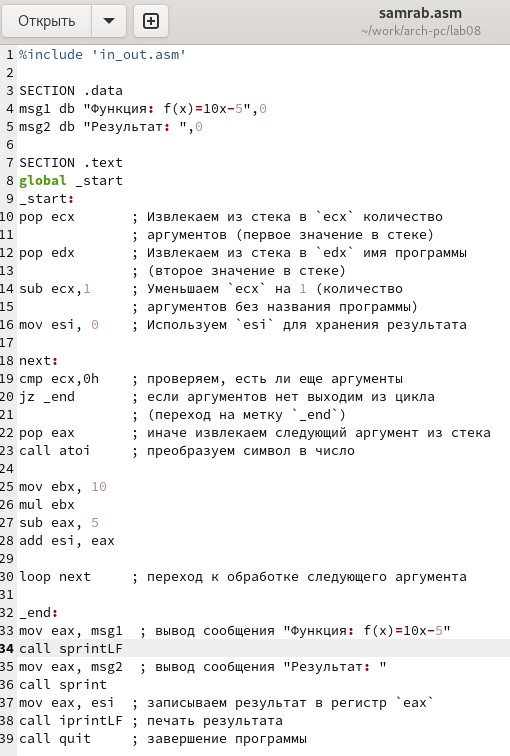 Открыть
samrab.asm
~/work/arch-pc/lab08
1 %include 'in_out.asm'
2
3 SECTION .data
4 msg1 db "Функция: f(x)=10x-5",0
5 msg2 db "Результат: ",0
6
7 SECTION .text
8 global _start
9 _start:
10 pop ecx       ; Извлекаем из стека в `ecx` количество
11               ; аргументов (первое значение в стеке)
12 pop edx       ; Извлекаем из стека в `edx` имя программы
13               ; (второе значение в стеке)
14 sub ecx,1     ; Уменьшаем `ecx` на 1 (количество
15               ; аргументов без названия программы)
16 mov esi, 0    ; Используем `esi` для хранения результата
17
18 next:
19 cmp ecx,0h    ; проверяем, есть ли еще аргументы
20 jz _end       ; если аргументов нет выходим из цикла
21               ; (переход на метку `_end`)
22 pop eax       ; иначе извлекаем следующий аргумент из стека
23 call atoi     ; преобразуем символ в число
24
25 mov ebx, 10
26 mul ebx
27 sub eax, 5
28 add esi, eax
29
30 loop next     ; переход к обработке следующего аргумента
31
32 _end:
33 mov eax, msg1  ; вывод сообщения "Функция: f(x)=10x-5"
34 call sprintLF
35 mov eax, msg2  ; вывод сообщения "Результат: "
36 call sprint
37 mov eax, esi  ; записываем результат в регистр `eax`
38 call iprintLF ; печать результата
39 call quit     ; завершение программы